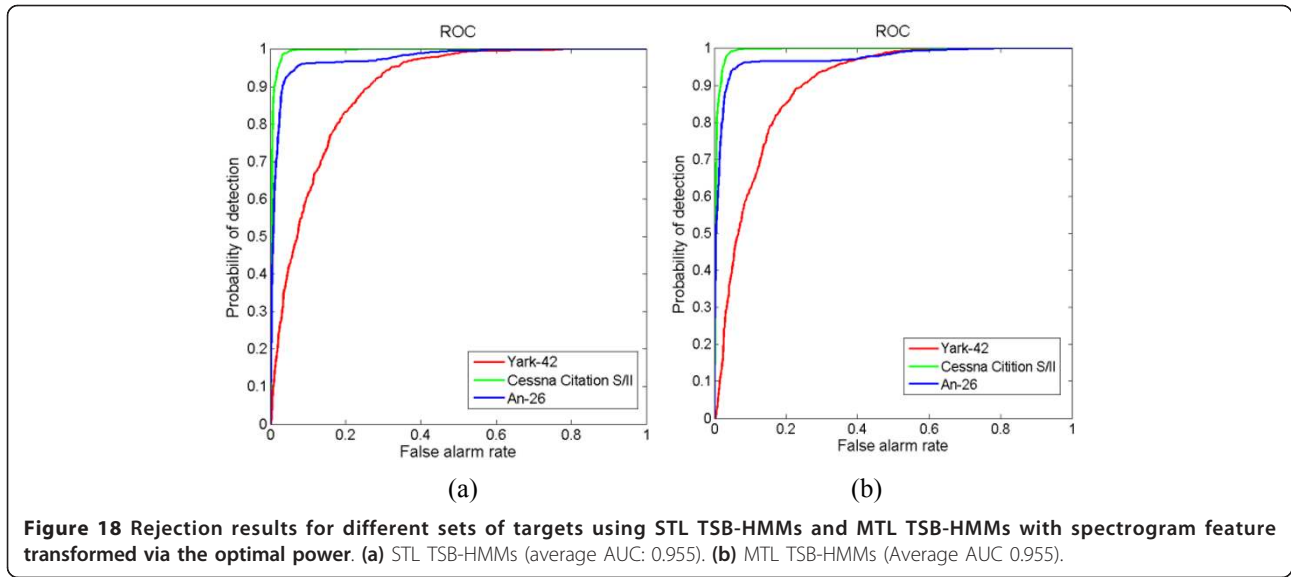 ROC
1
0.9
0.8
0.7
0.6
0.5
0.4
0.3
0.2
0.1
0
Probability of detection
0
0.2
0.4
0.6
0.8
1
False alarm rate
Yark-42
Cessna Citation S/II
An-26
(a)
ROC
1
0.9
0.8
0.7
0.6
0.5
0.4
0.3
0.2
0.1
0
Probability of detection
0
0.2
0.4
0.6
0.8
1
False alarm rate
Yark-42
Cessna Citition S/II
An-26
(b)
Figure 18 Rejection results for different sets of targets using STL TSB-HMMs and MTL TSB-HMMs with spectrogram feature
transformed via the optimal power. (a) STL TSB-HMMs (average AUC: 0.955). (b) MTL TSB-HMMs (Average AUC 0.955).